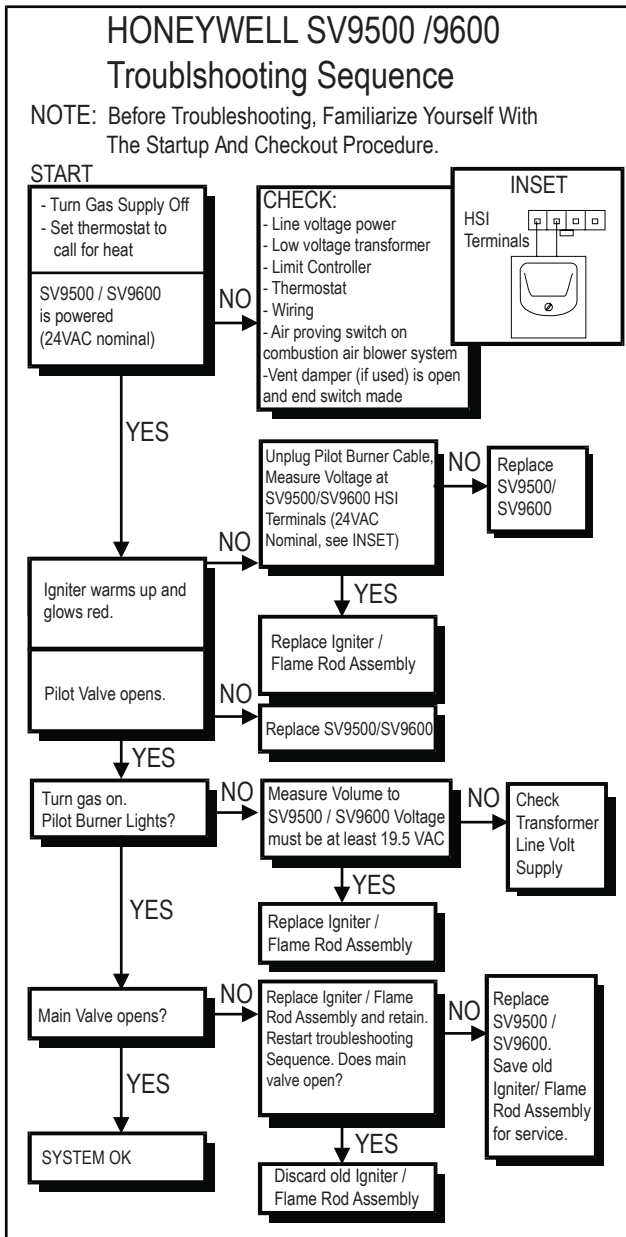 HONEYWELL SV9500 /9600
Troublshooting Sequence
NOTE: Before Troubleshooting, Familiarize Yourself With
The Startup And Checkout Procedure.
START
- Turn Gas Supply Off
- Set thermostat to
call for heat
SV9500 / SV9600
is powered
(24VAC nominal)
NO
CHECK:
- Line voltage power
- Low voltage transformer
- Limit Controller
- Thermostat
- Wiring
- Air proving switch on
combustion air blower system
-Vent damper (if used) is open
and end switch made
INSET
HSI
Terminals
YES
Igniter warms up and
glows red.
NO
Unplug Pilot Burner Cable,
Measure Voltage at
SV9500/SV9600 HSI
Terminals (24VAC
Nominal, see INSET)
NO
Replace
SV9500/
SV9600
YES
Replace Igniter /
Flame Rod Assembly
Pilot Valve opens.
NO
Replace SV9500/SV9600
YES
Turn gas on.
Pilot Burner Lights?
NO
Measure Volume to
SV9500 / SV9600 Voltage
must be at least 19.5 VAC
NO
Check
Transformer
Line Volt
Supply
YES
Replace Igniter /
Flame Rod Assembly
YES
Main Valve opens?
NO
Replace Igniter / Flame
Rod Assembly and retain.
Restart troubleshooting
Sequence. Does main
valve open?
NO
Replace
SV9500 /
SV9600.
Save old
Igniter/ Flame
Rod Assembly
for service.
YES
Discard old Igniter /
Flame Rod Assembly
YES
SYSTEM OK